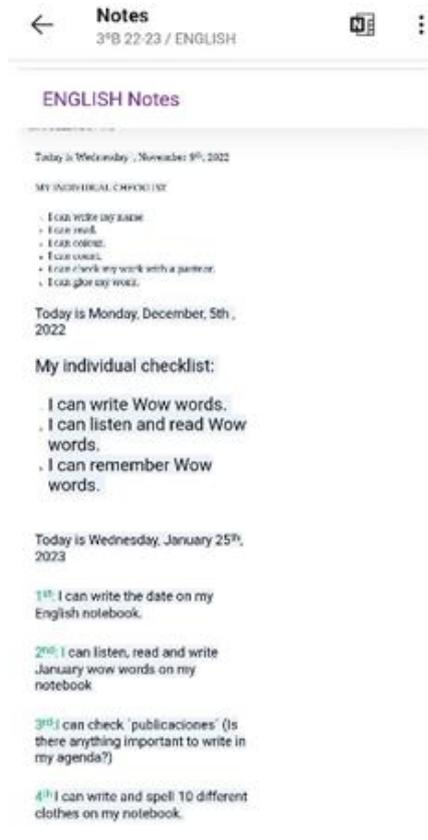 Notes
3ºB 22-23 / ENGLISH
ENGLISH Notes
Today is Wednesday , November 9th, 2022
MY INDIVIDUAL CHECKLIST
I can write my name
I can read.
I can colour.
I can count.
I can check my work with a partner.
I can glue my work.
Today is Monday, December, 5th ,
2022
My individual checklist:
I can write Wow words.
I can listen and read Wow
words.
I can remember Wow
words.
Today is Wednesday, January 25th,
2023
1st: I can write the date on my
English notebook.
2nd: I can listen, read and write
January wow words on my
notebook
3rd:I can check ´publicaciones´ (Is
there anything important to write in
my agenda?)
4th I can write and spell 10 different
clothes on my notebook.